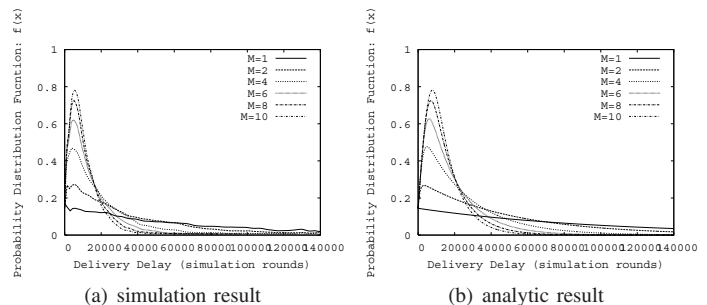 Probability Distribution Fucntion: f(x)
1
0.8
0.6
0.4
0.2
0
M=1
M=2
M=4
M=6
M=8
M=10
0 20000 40000 60000 80000 100000 120000 140000
Delivery Delay (simulation rounds)
(a) simulation result
Probability Distribution Fucntion: f(x)
1
0.8
0.6
0.4
0.2
0
M=1
M=2
M=4
M=6
M=8
M=10
0 20000 40000 60000 80000 100000 120000 140000
Delivery Delay (simulation rounds)
(b) analytic result